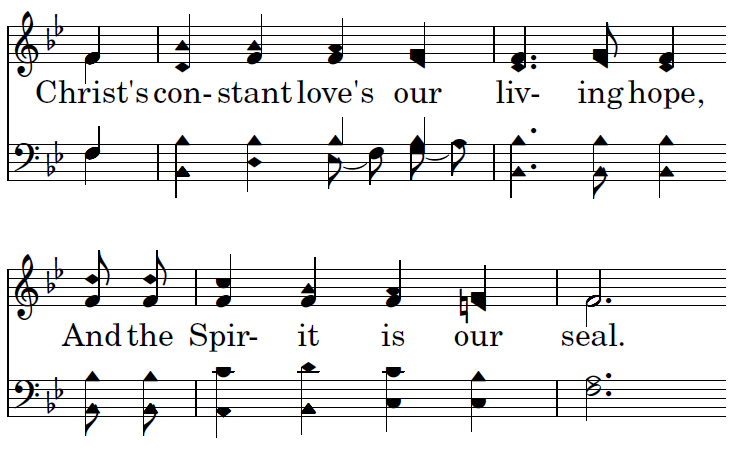 Christ's con- stant love's our liv- ing hope,
And the Spir- it is our seal.